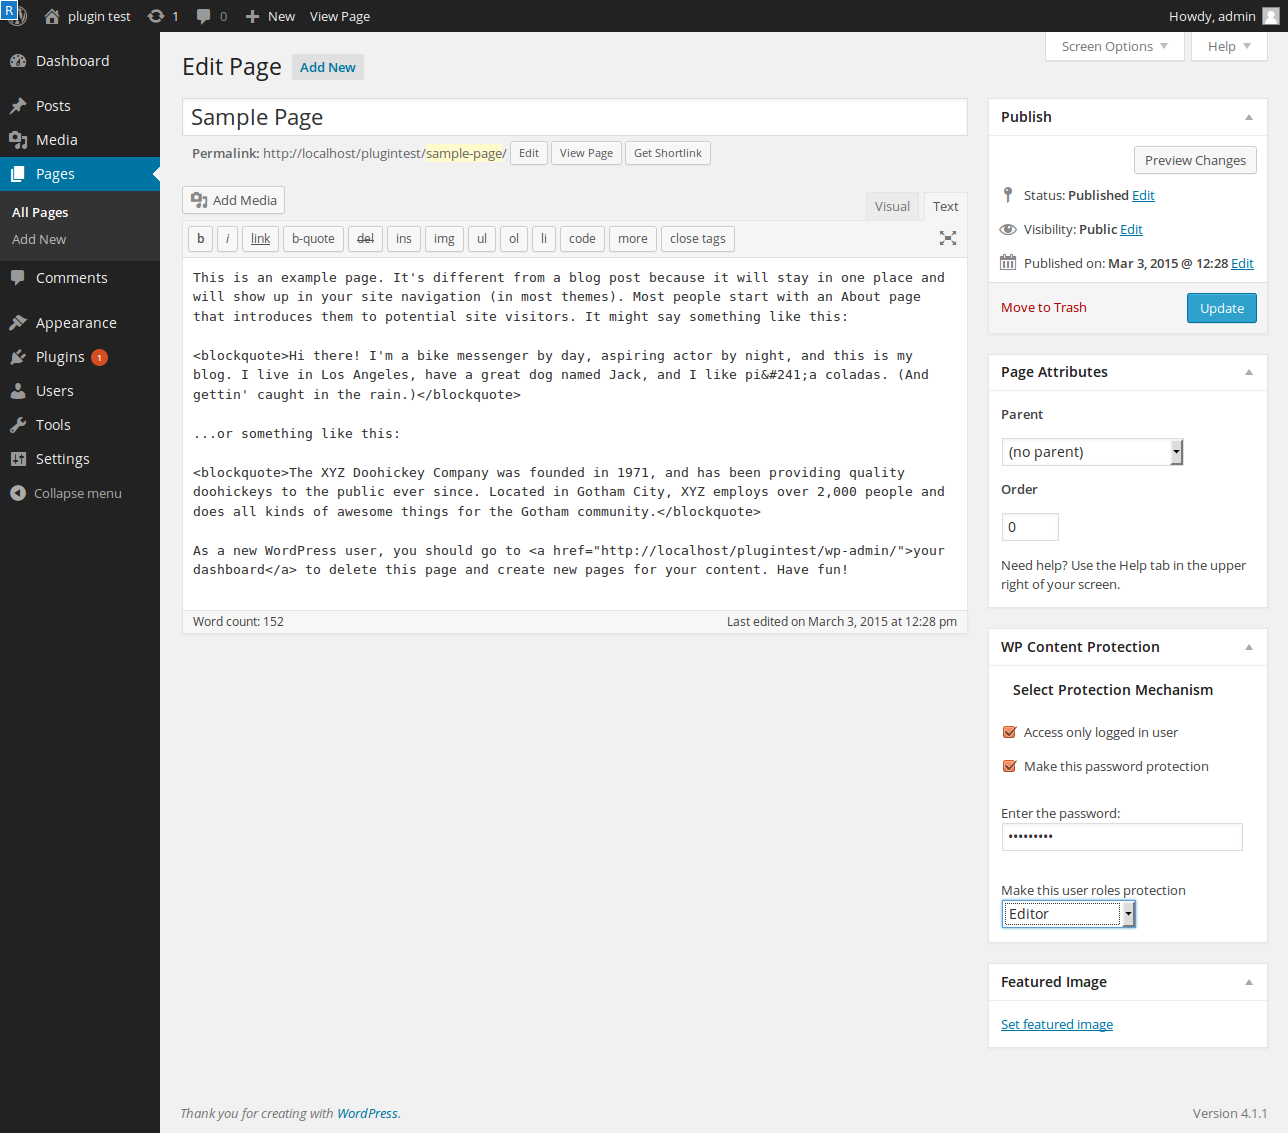 R
plugin test
1
0
New
View Page
Howdy, admin
Screen Options
Help
Dashboard
Posts
Media
Pages
All Pages
Add New
Comments
Appearance
Plugins 1
Users
Tools
Settings
Collapse menu
Edit Page
Add New
Sample Page
Permalink: http://localhost/plugintest/sample-page/ Edit View Page Get Shortlink
Add Media
Visual Text
b i link b-quote del ins img ul ol li code more close tags
This is an example page. It's different from a blog post because it will stay in one place and
will show up in your site navigation (in most themes). Most people start with an About page
that introduces them to potential site visitors. It might say something like this:
<blockquote>Hi there! I'm a bike messenger by day, aspiring actor by night, and this is my
blog. I live in Los Angeles, have a great dog named Jack, and I like pi&#241;a coladas. (And
gettin' caught in the rain.)</blockquote>
...or something like this:
<blockquote>The XYZ Doohickey Company was founded in 1971, and has been providing quality
doohickeys to the public ever since. Located in Gotham City, XYZ employs over 2,000 people and
does all kinds of awesome things for the Gotham community.</blockquote>
As a new WordPress user, you should go to <a href="http://localhost/plugintest/wp-admin/">your
dashboard</a> to delete this page and create new pages for your content. Have fun!
Word count: 152
Last edited on March 3, 2015 at 12:28 pm
Publish
Preview Changes
Status: Published Edit
Visibility: Public Edit
Published on: Mar 3, 2015 @ 12:28 Edit
Move to Trash
Update
Page Attributes
Parent
(no parent)
Order
0
Need help? Use the Help tab in the upper
right of your screen.
WP Content Protection
Select Protection Mechanism
Access only logged in user
Make this password protection
Enter the password:
•••••••••
Make this user roles protection
Editor
Featured Image
Set featured image
Thank you for creating with WordPress.
Version 4.1.1